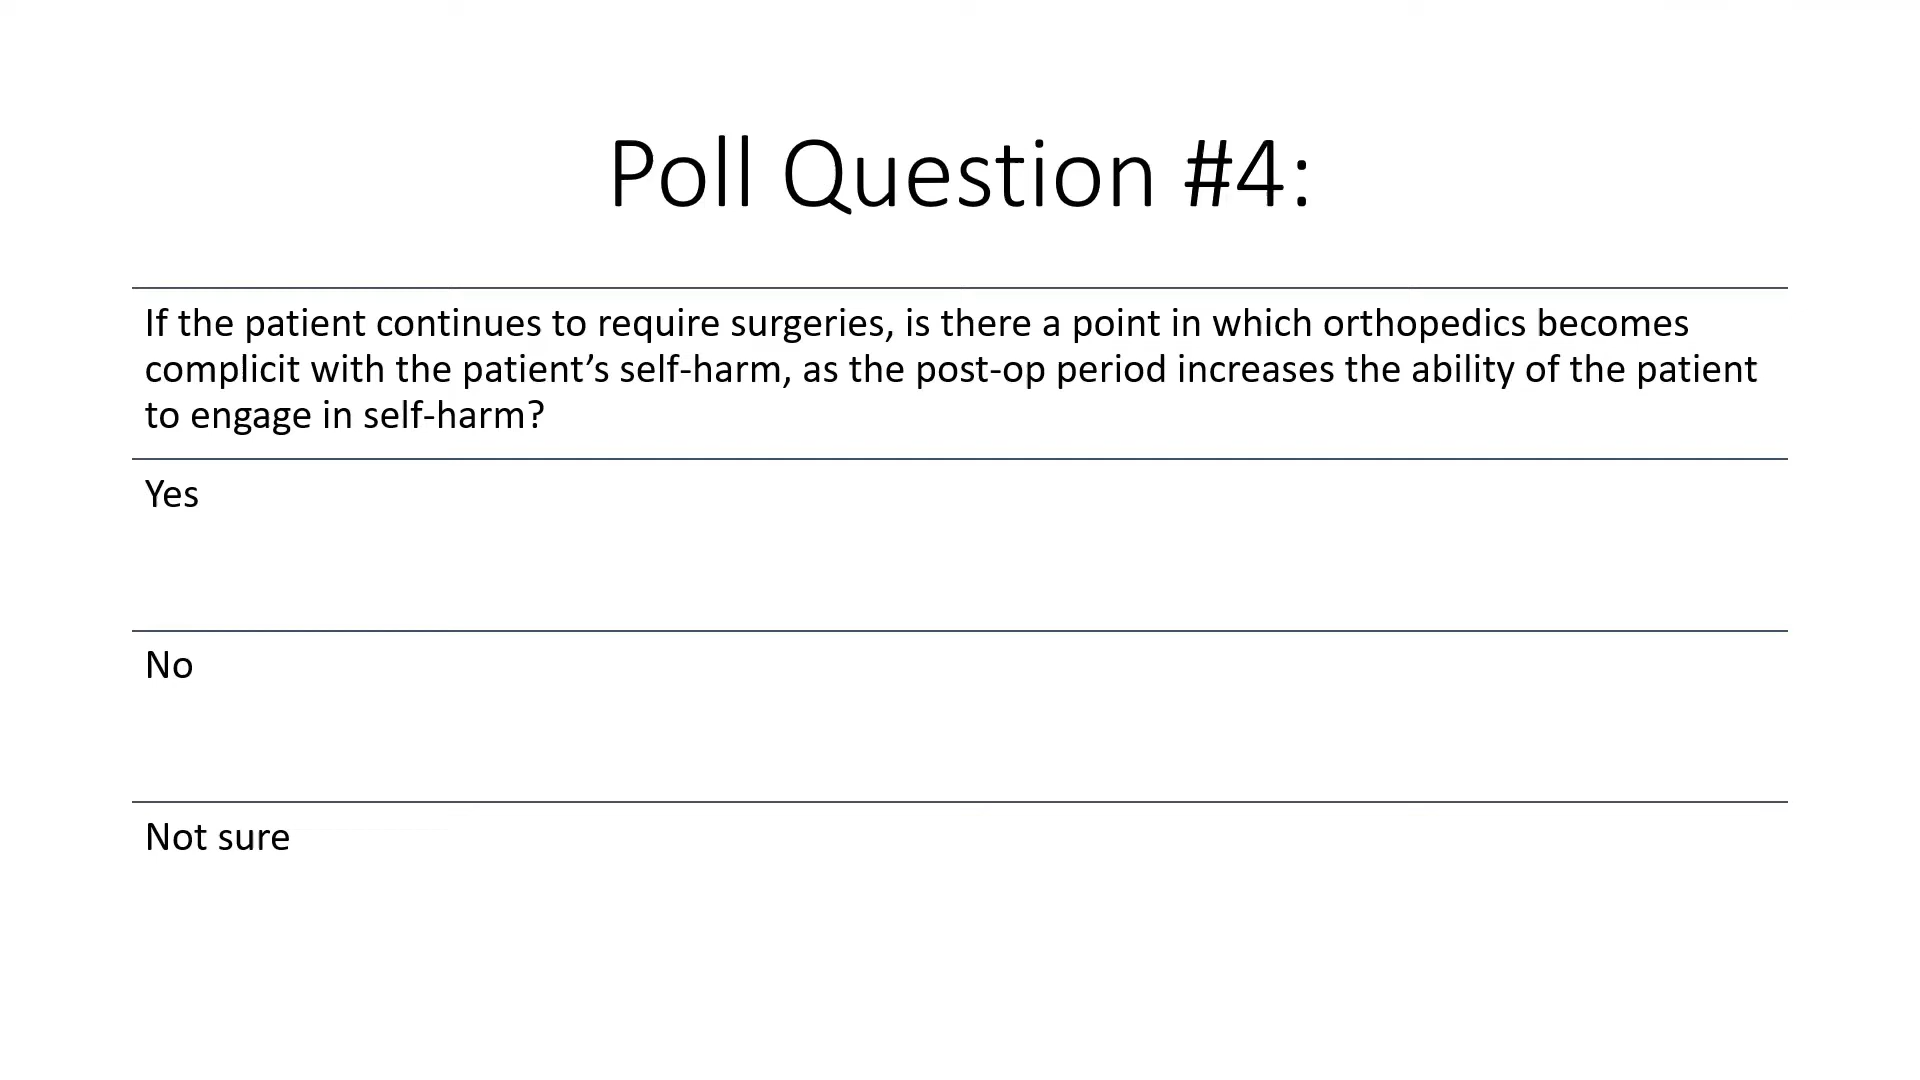 Poll Question #4:
If the patient continues to require surgeries, is there a point in which orthopedics becomes
complicit with the patient’s self-harm, as the post-op period increases the ability of the patient
to engage in self-harm?
Yes
No
Not sure